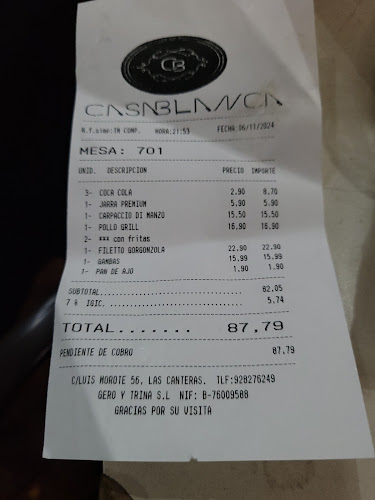 CB
CASABLANCA
R.T.simp:TM COMP. HORA:21:53 FECHA 06/11/2024
MESA: 701
UNID. DESCRIPCION PRECIO IMPORTE
3- COCA COLA 2,90 8,70
1- JARRA PREMIUM 5,90 5,90
1- CARPACCIO DI MANZU 15,50 15,50
1- POLLO GRILL 16,90 16,90
2- *** con fritas
1- FILETTO GORGONZOLA 22,90 22,90
1- GAMBAS 15,99 15,99
1- PAN DE AJO 1,90 1,90
SUBTOTAL................................. 82.05
7 % IGIC................................. 5.74
TOTAL....... 87,79
PENDIENTE DE COBRO 87,79
C/LUIS MOROTE 56, LAS CANTERAS. TLF:928276249
GERO Y TRINA S.L NIF: B-76009588
GRACIAS POR SU VISITA